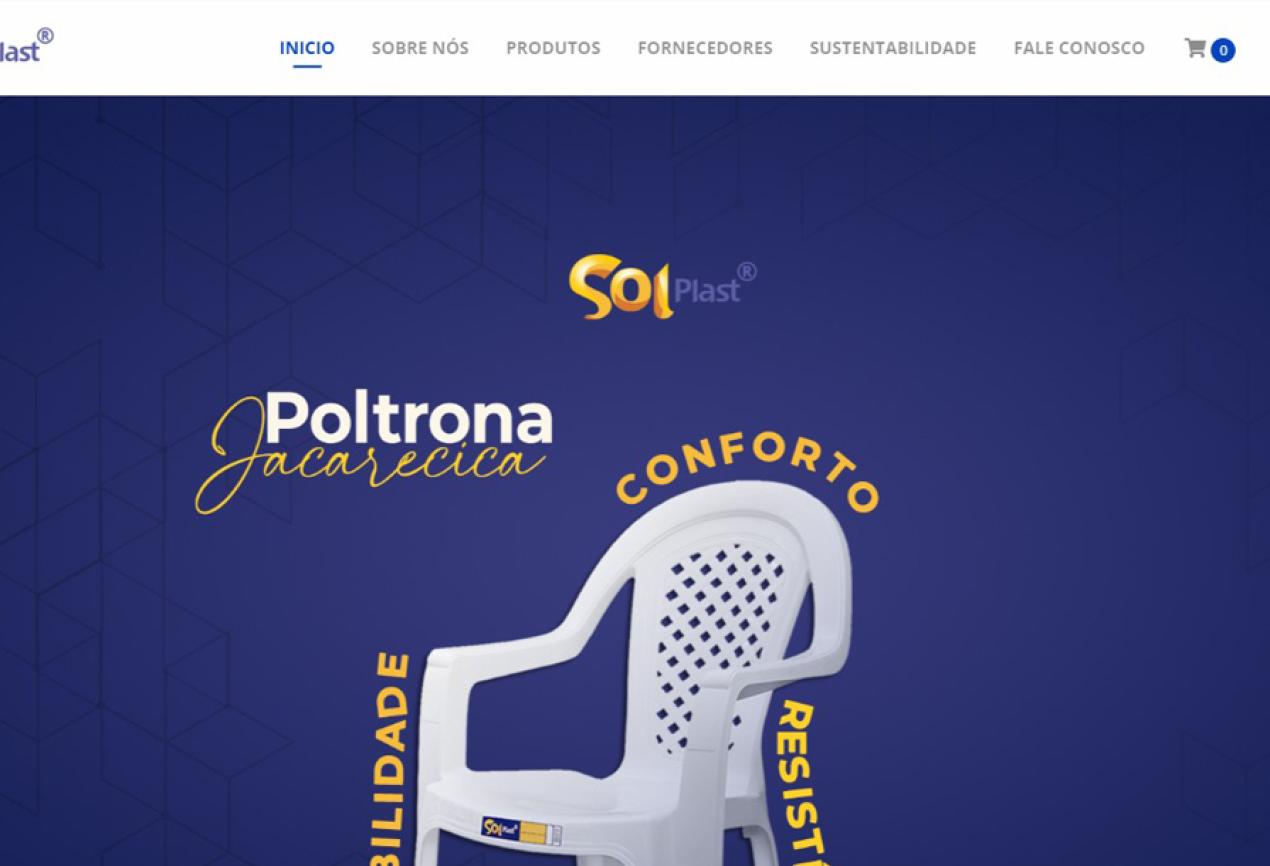 last®
INICIO SOBRE NÓS PRODUTOS FORNECEDORES SUSTENTABILIDADE FALE CONOSCO 0
Sol Plast®
Poltrona
Jacarecica
CONFORTO
BILIDADE
RESIST
Sol Plast®